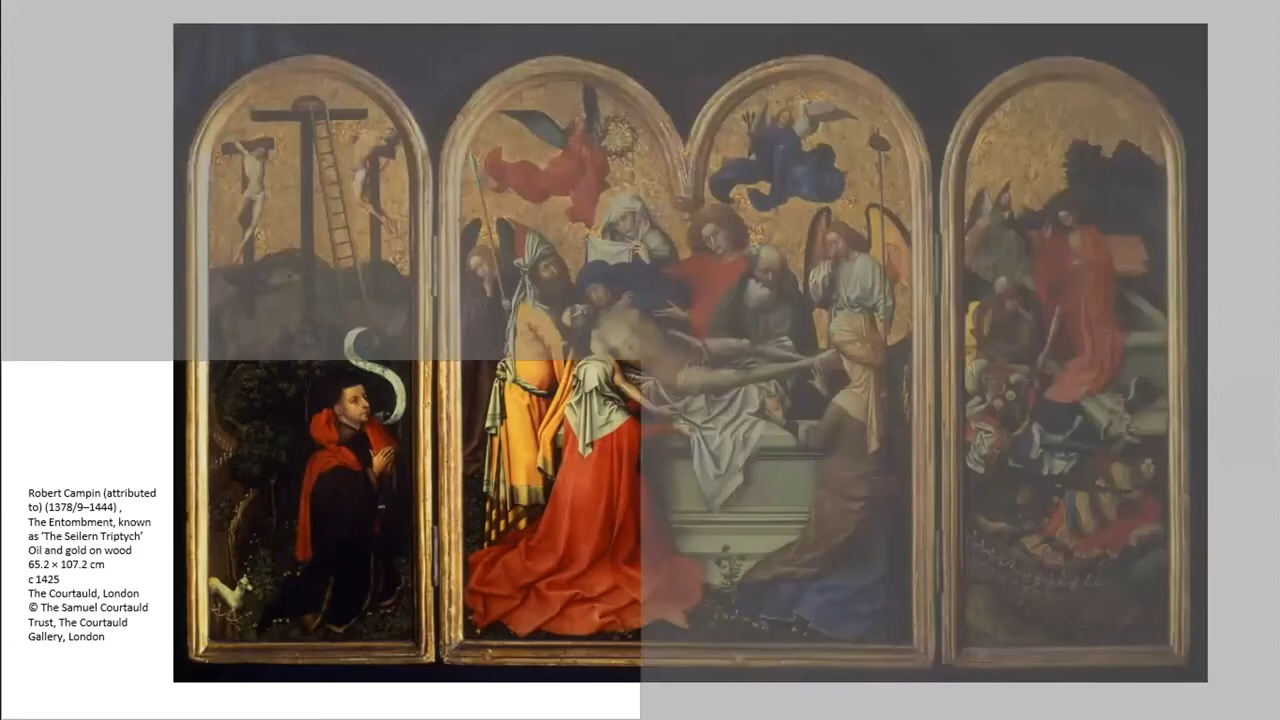 Robert Campin (attributed
to) (1378/9–1444) ,
The Entombment, known
as ‘The Seilern Triptych’
Oil and gold on wood
65.2 × 107.2 cm
c 1425
The Courtauld, London
© The Samuel Courtauld
Trust, The Courtauld
Gallery, London